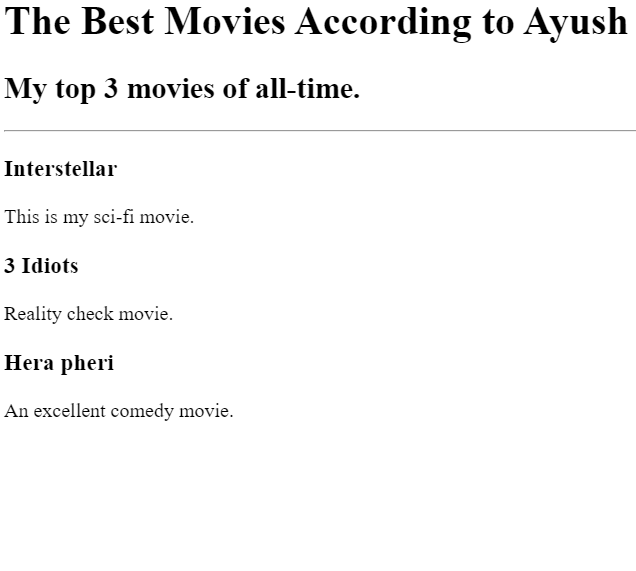 The Best Movies According to Ayush
My top 3 movies of all-time.
Interstellar
This is my sci-fi movie.
3 Idiots
Reality check movie.
Hera pheri
An excellent comedy movie.